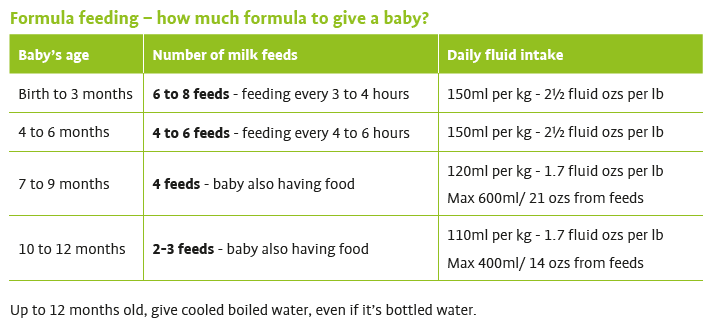 Formula feeding – how much formula to give a baby?
Baby's age Number of milk feeds Daily fluid intake
Birth to 3 months 6 to 8 feeds - feeding every 3 to 4 hours 150ml per kg - 2½ fluid ozs per lb
4 to 6 months 4 to 6 feeds - feeding every 4 to 6 hours 150ml per kg - 2½ fluid ozs per lb
7 to 9 months 4 feeds - baby also having food 120ml per kg - 1.7 fluid ozs per lb
Max 600ml/ 21 ozs from feeds
10 to 12 months 2-3 feeds - baby also having food 110ml per kg - 1.7 fluid ozs per lb
Max 400ml/ 14 ozs from feeds
Up to 12 months old, give cooled boiled water, even if it's bottled water.